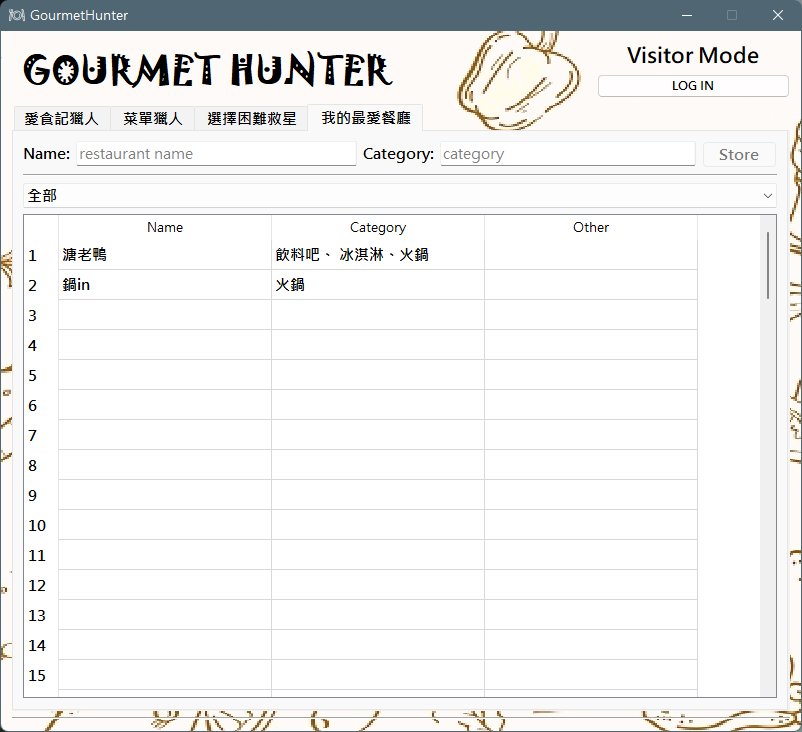 GourmetHunter
GOURMET HUNTER
Visitor Mode
LOG IN
愛食記獵人 菜單獵人 選擇困難救星 我的最愛餐廳
Name: restaurant name Category: category Store
全部
Name Category Other
1 溏老鴨 飲料吧、 冰淇淋、火鍋
2 鍋in 火鍋
3
4
5
6
7
8
9
10
11
12
13
14
15